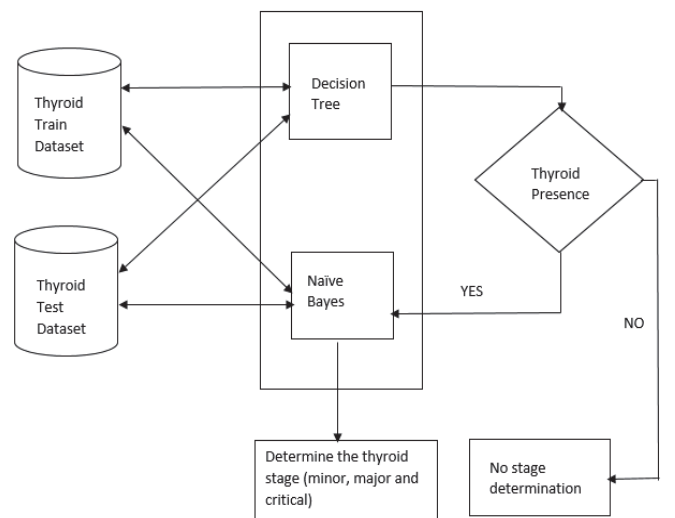 Thyroid
Train
Dataset
Decision
Tree
Thyroid
Presence
Thyroid
Test
Dataset
Naïve
Bayes
YES
NO
Determine the thyroid
stage (minor, major and
critical)
No stage
determination